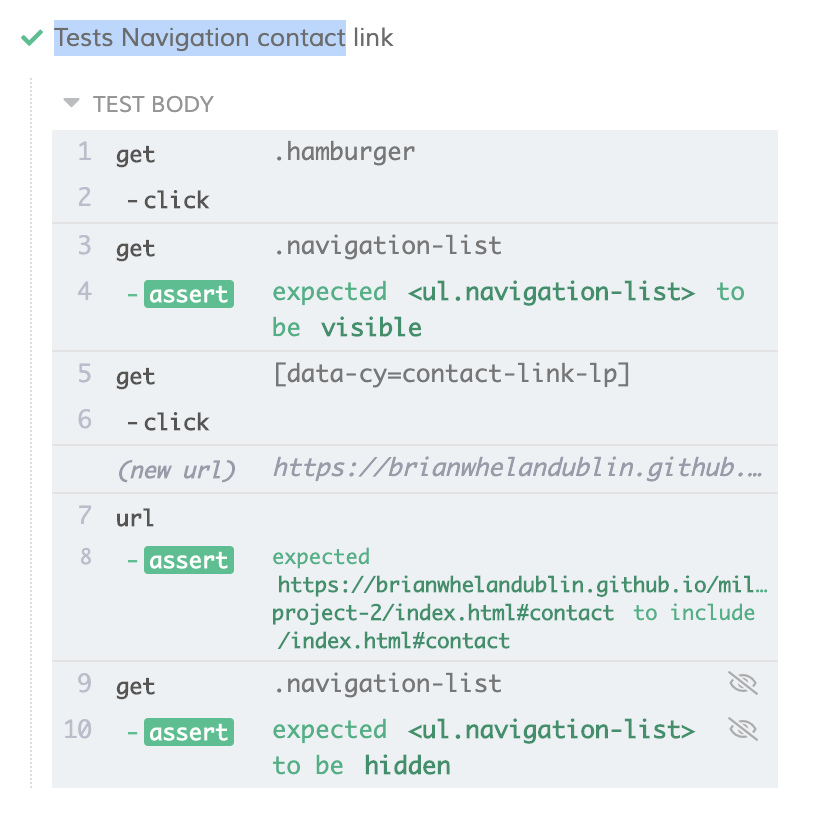 Tests Navigation contact link
TEST BODY
1 get .hamburger
2 -click
3 get .navigation-list
4 -assert expected <ul.navigation-list> to
be visible
5 get [data-cy=contact-link-lp]
6 -click
(new url) https://brianwhelandublin.github.…
7 url
8 -assert expected
https://brianwhelandublin.github.io/mil…
project-2/index.html#contact to include
/index.html#contact
9 get .navigation-list
10 -assert expected <ul.navigation-list>
to be hidden